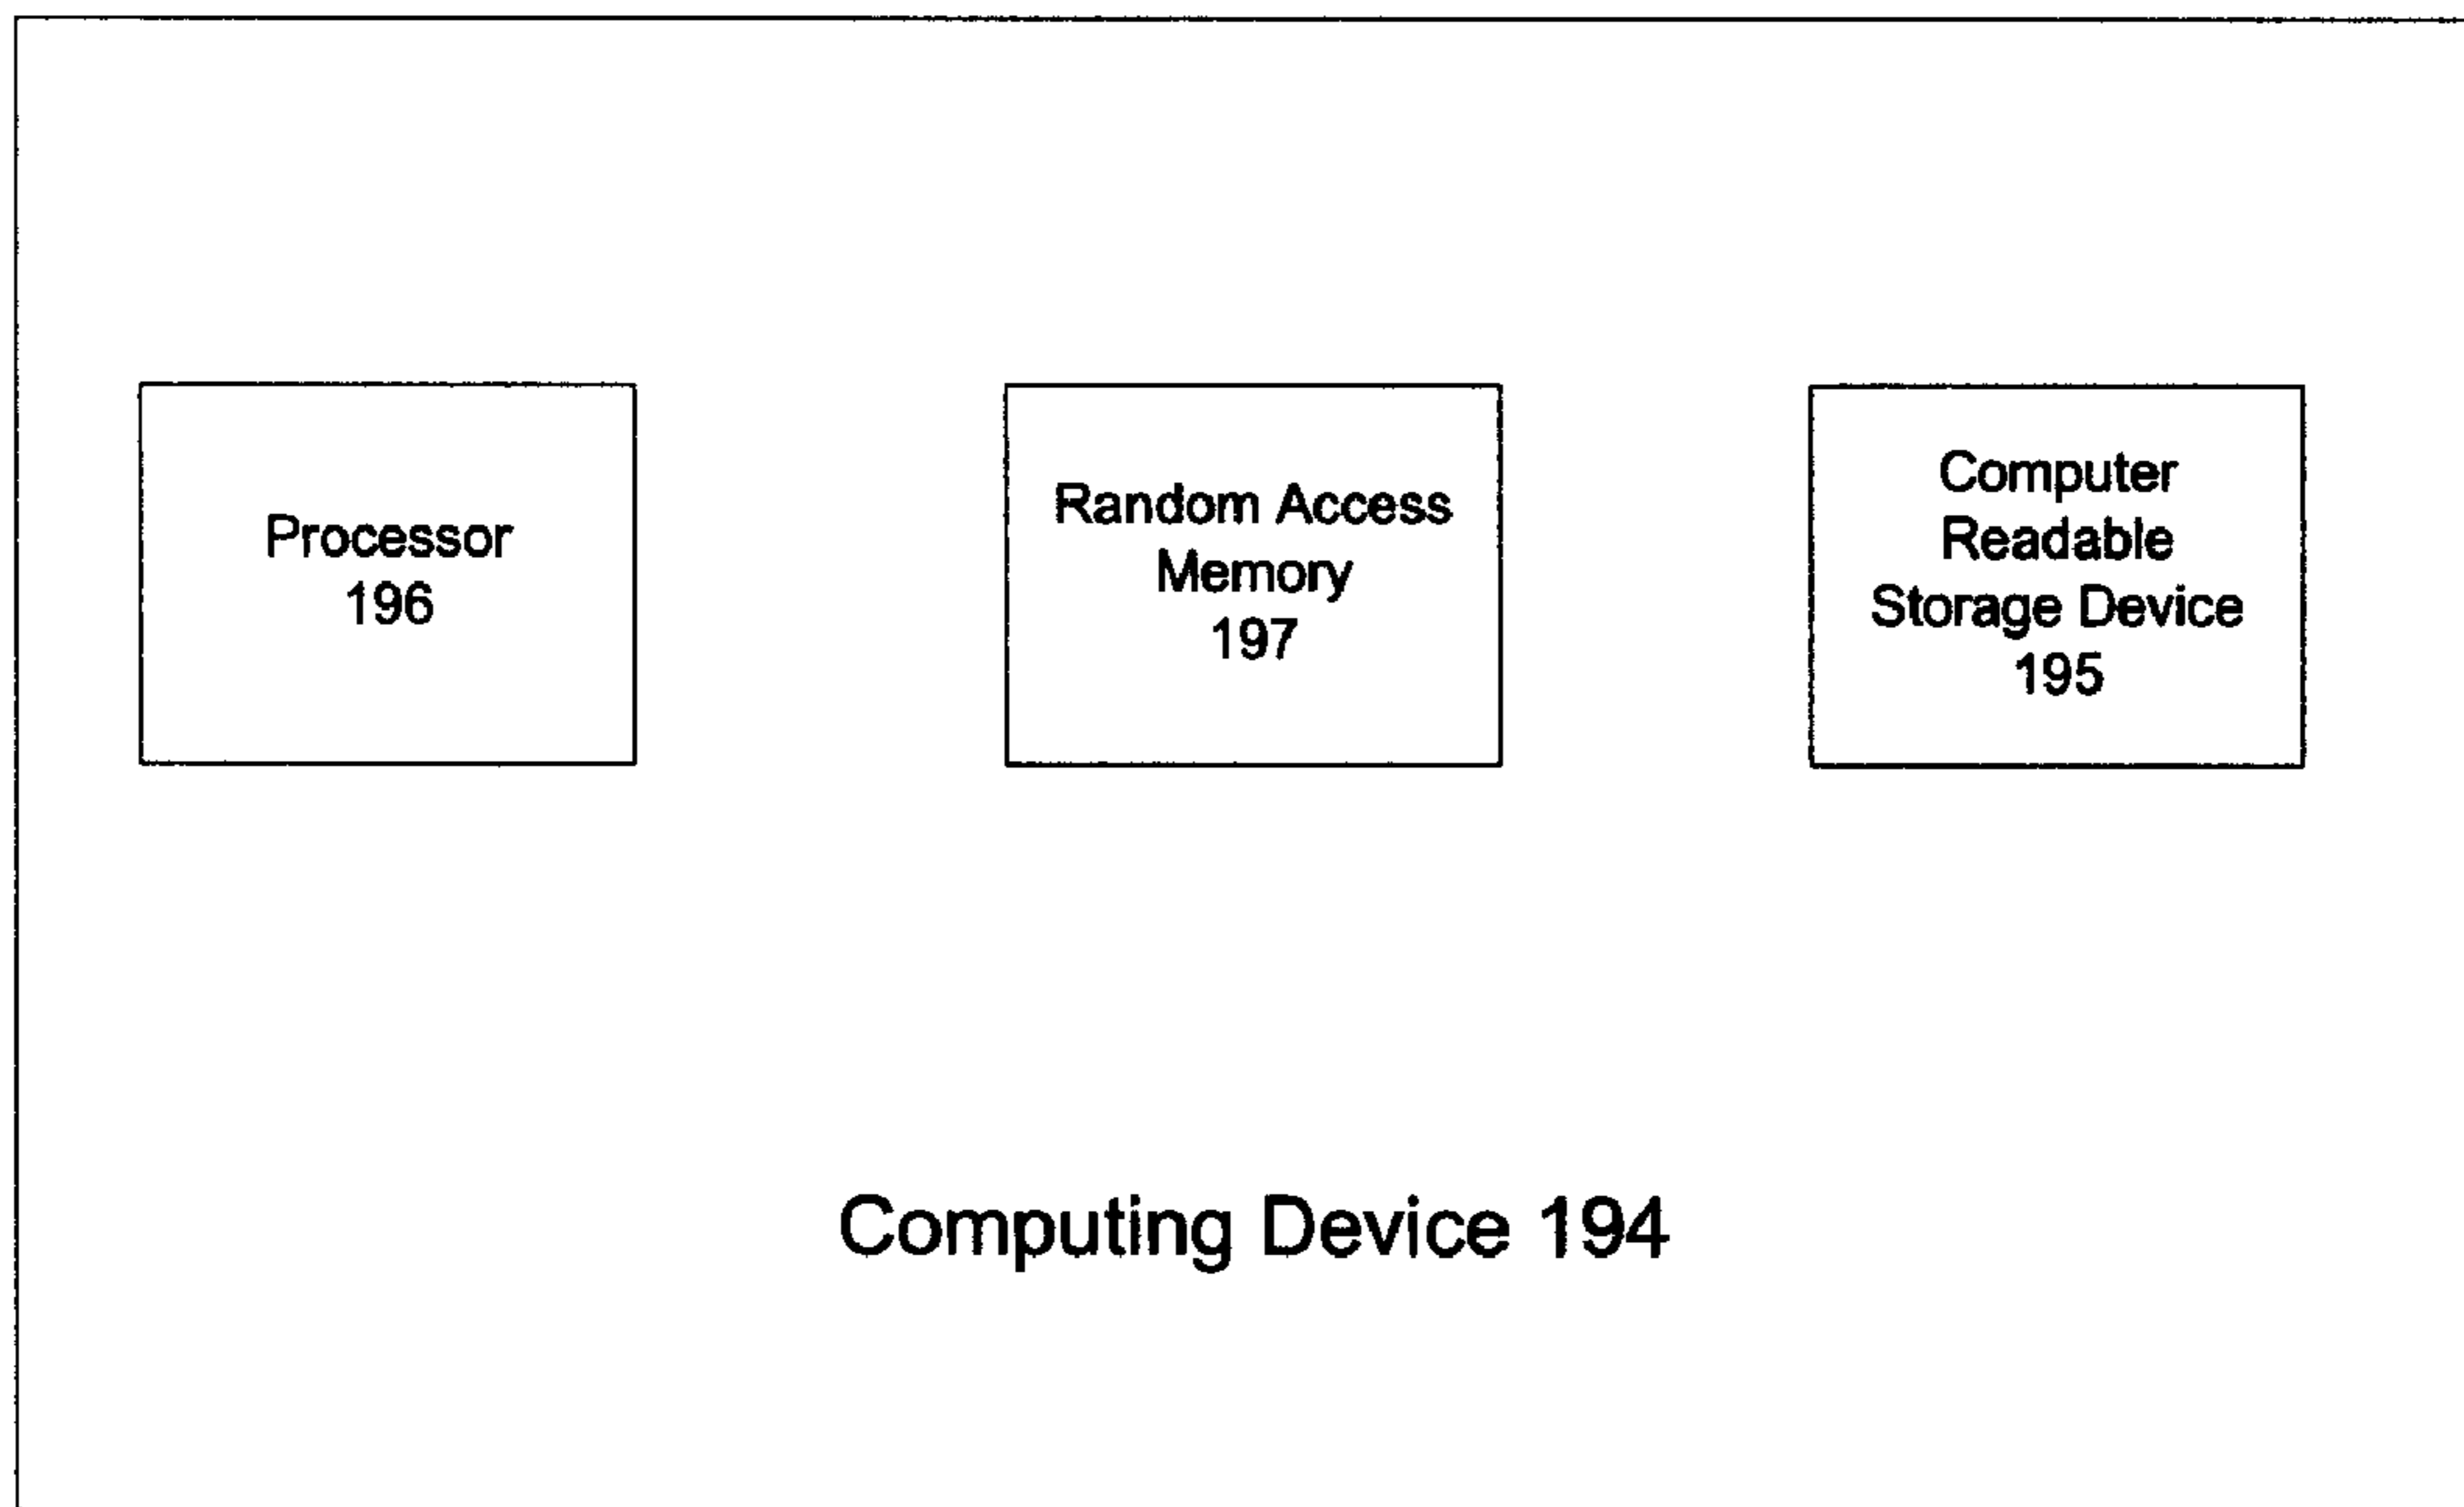 Processor
196
Random Access
Memory
197
Computer
Readable
Storage Device
195
Computing Device 194